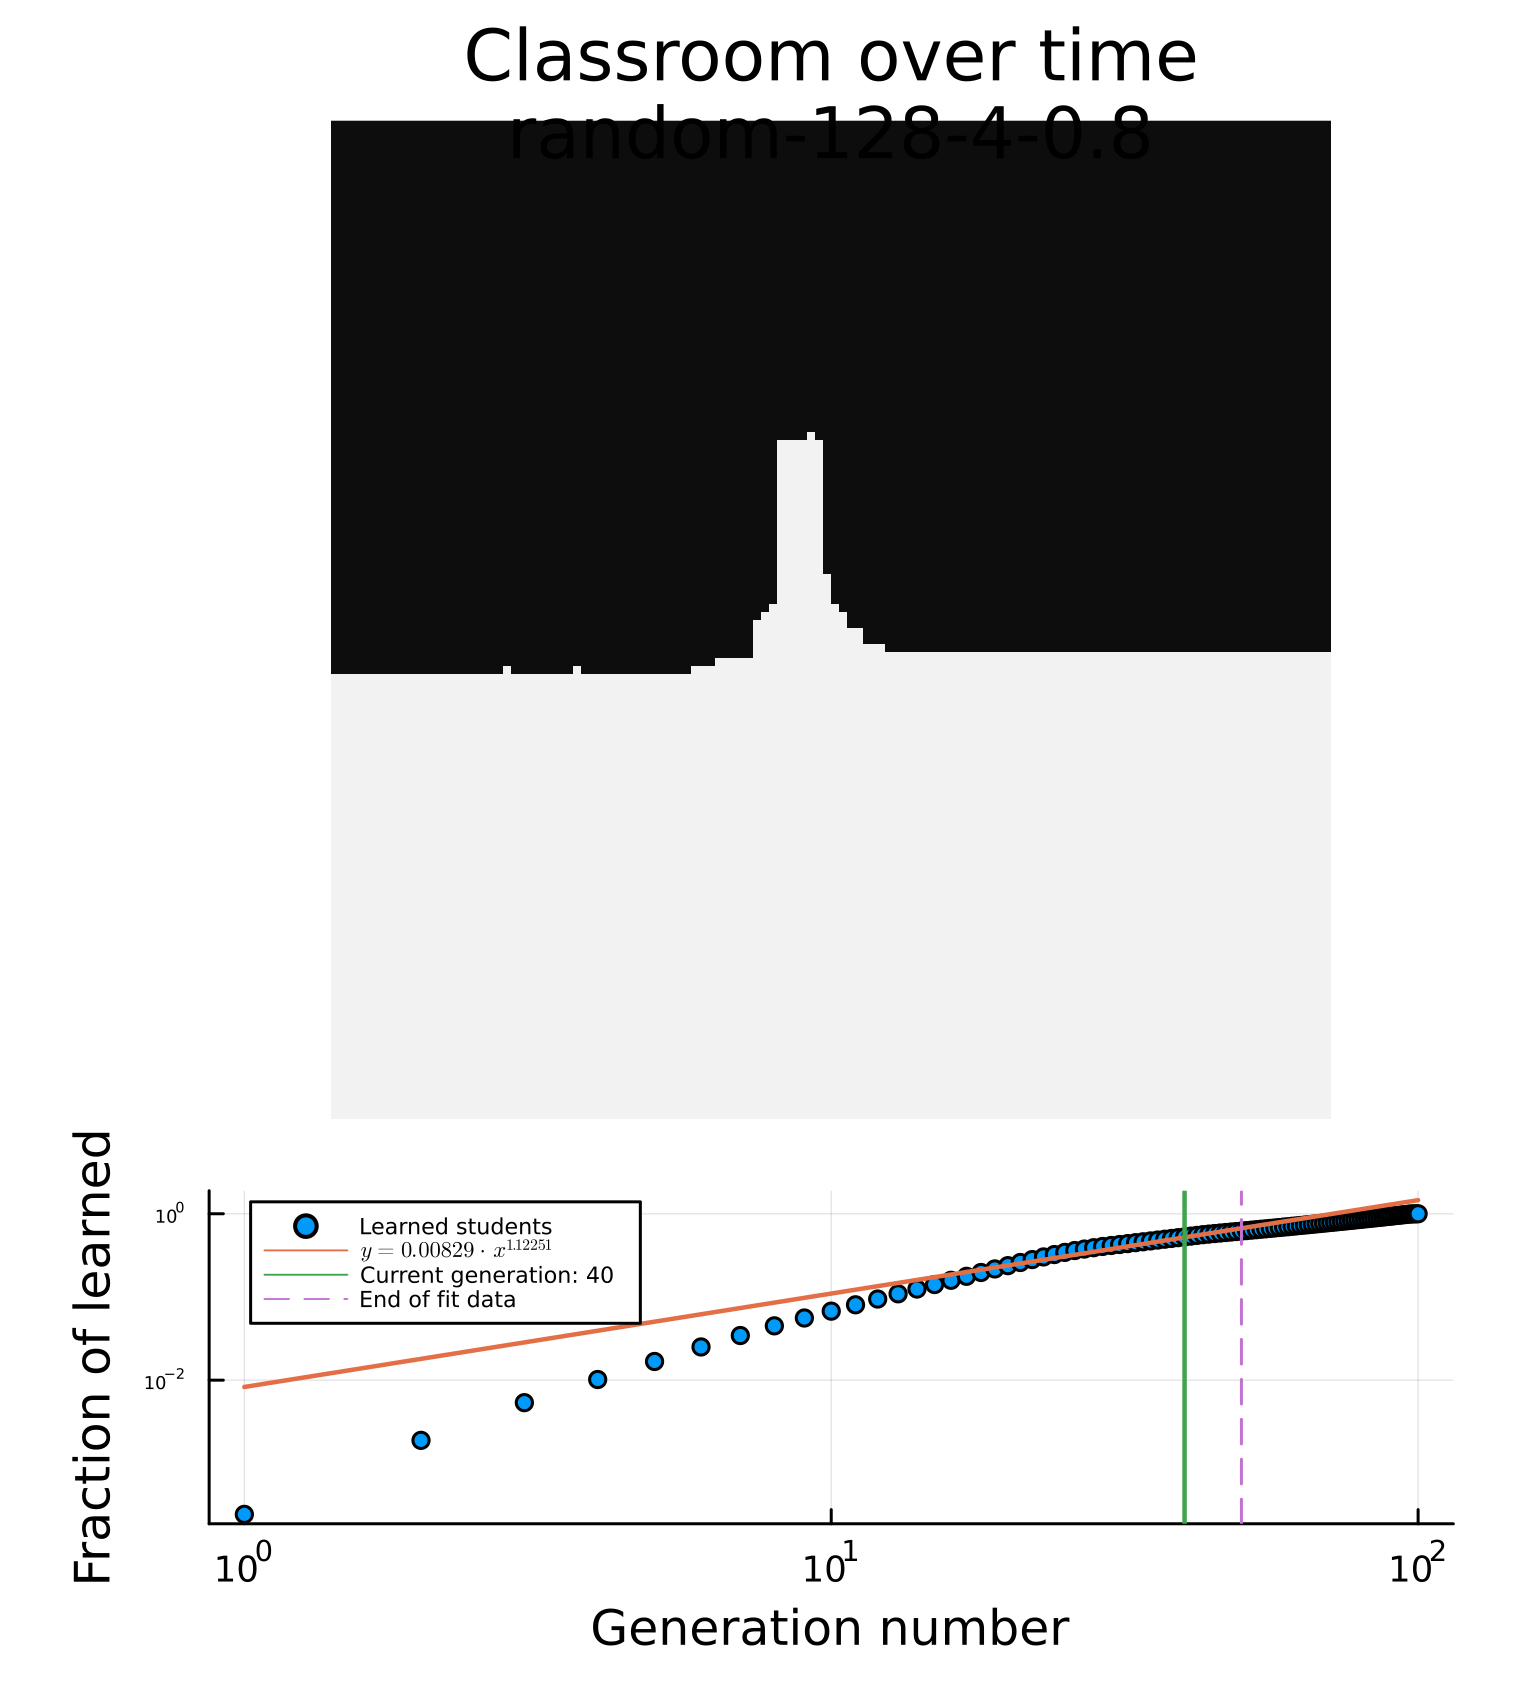 Classroom over time
random-128-4-0.8
Fraction of learned
10^0
10^-2
Learned students
y = 0.00829 · x^1.12251
Current generation: 40
End of fit data
10^0
10^1
10^2
Generation number